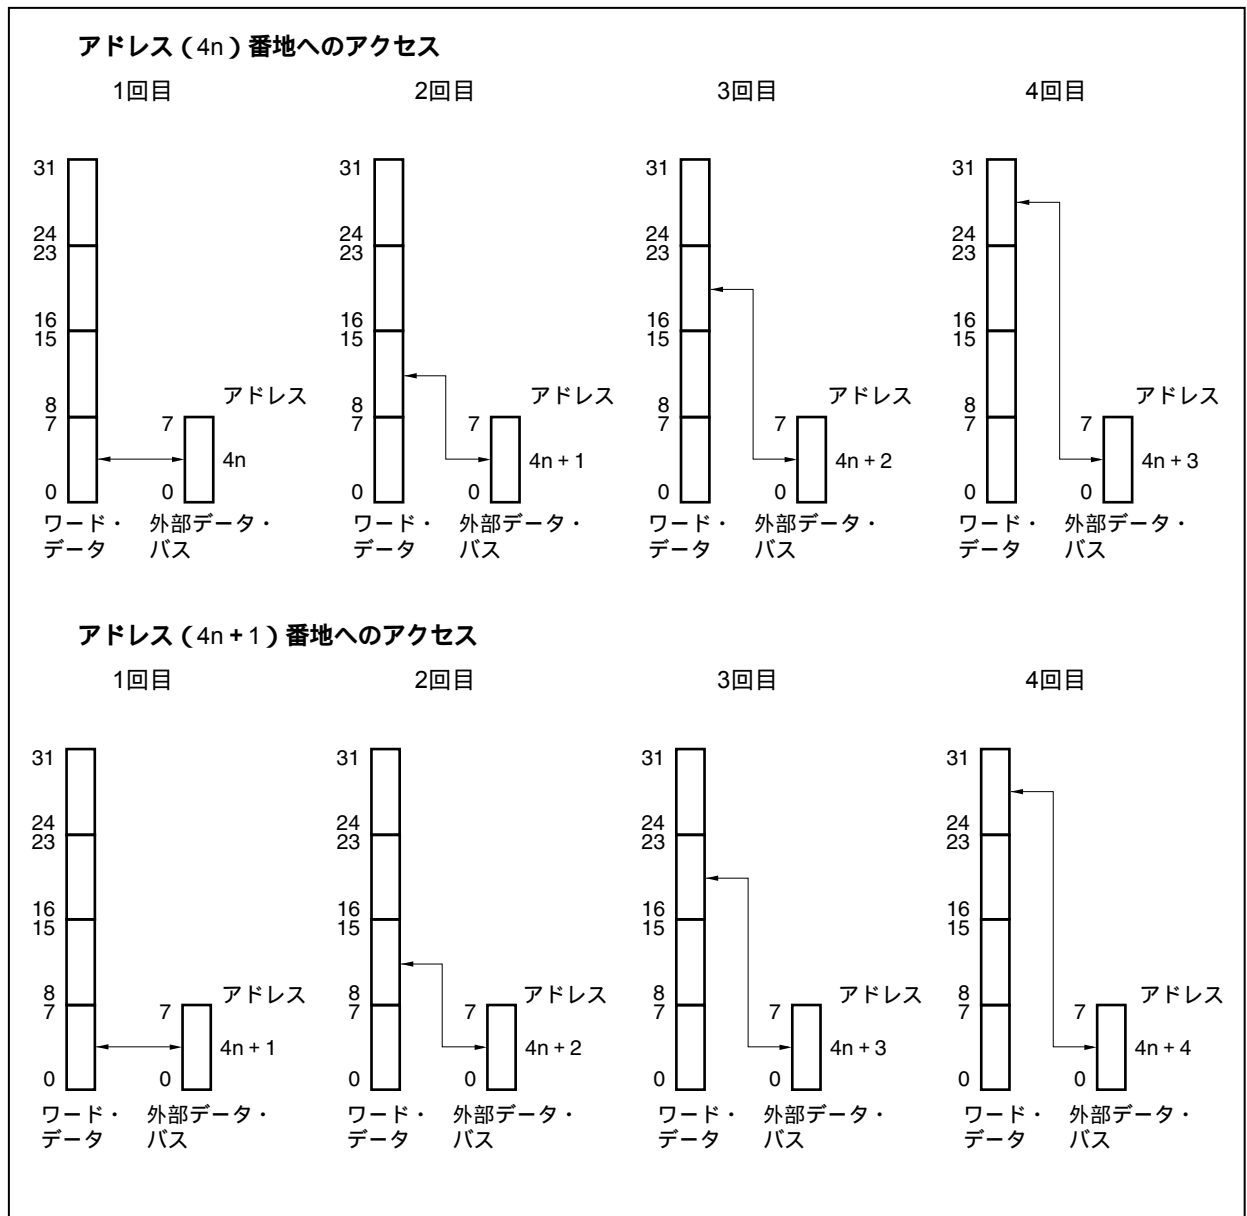 アドレス（4n）番地へのアクセス
1回目 2回目 3回目 4回目
31 31 31 31
24 24 24 24
23 23 23 23
16 16 16 16
15 15 15 15
アドレス アドレス アドレス アドレス
8 8 8 8
7 7 7 7 7 7 7 7
4n 4n + 1 4n + 2 4n + 3
0 0 0 0 0 0 0 0
ワード・ 外部データ・ ワード・ 外部データ・ ワード・ 外部データ・ ワード・ 外部データ・
データ バス データ バス データ バス データ バス
アドレス（4n + 1）番地へのアクセス
1回目 2回目 3回目 4回目
31 31 31 31
24 24 24 24
23 23 23 23
16 16 16 16
15 15 15 15
アドレス アドレス アドレス アドレス
8 8 8 8
7 7 7 7 7 7 7 7
4n + 1 4n + 2 4n + 3 4n + 4
0 0 0 0 0 0 0 0
ワード・ 外部データ・ ワード・ 外部データ・ ワード・ 外部データ・ ワード・ 外部データ・
データ バス データ バス データ バス データ バス